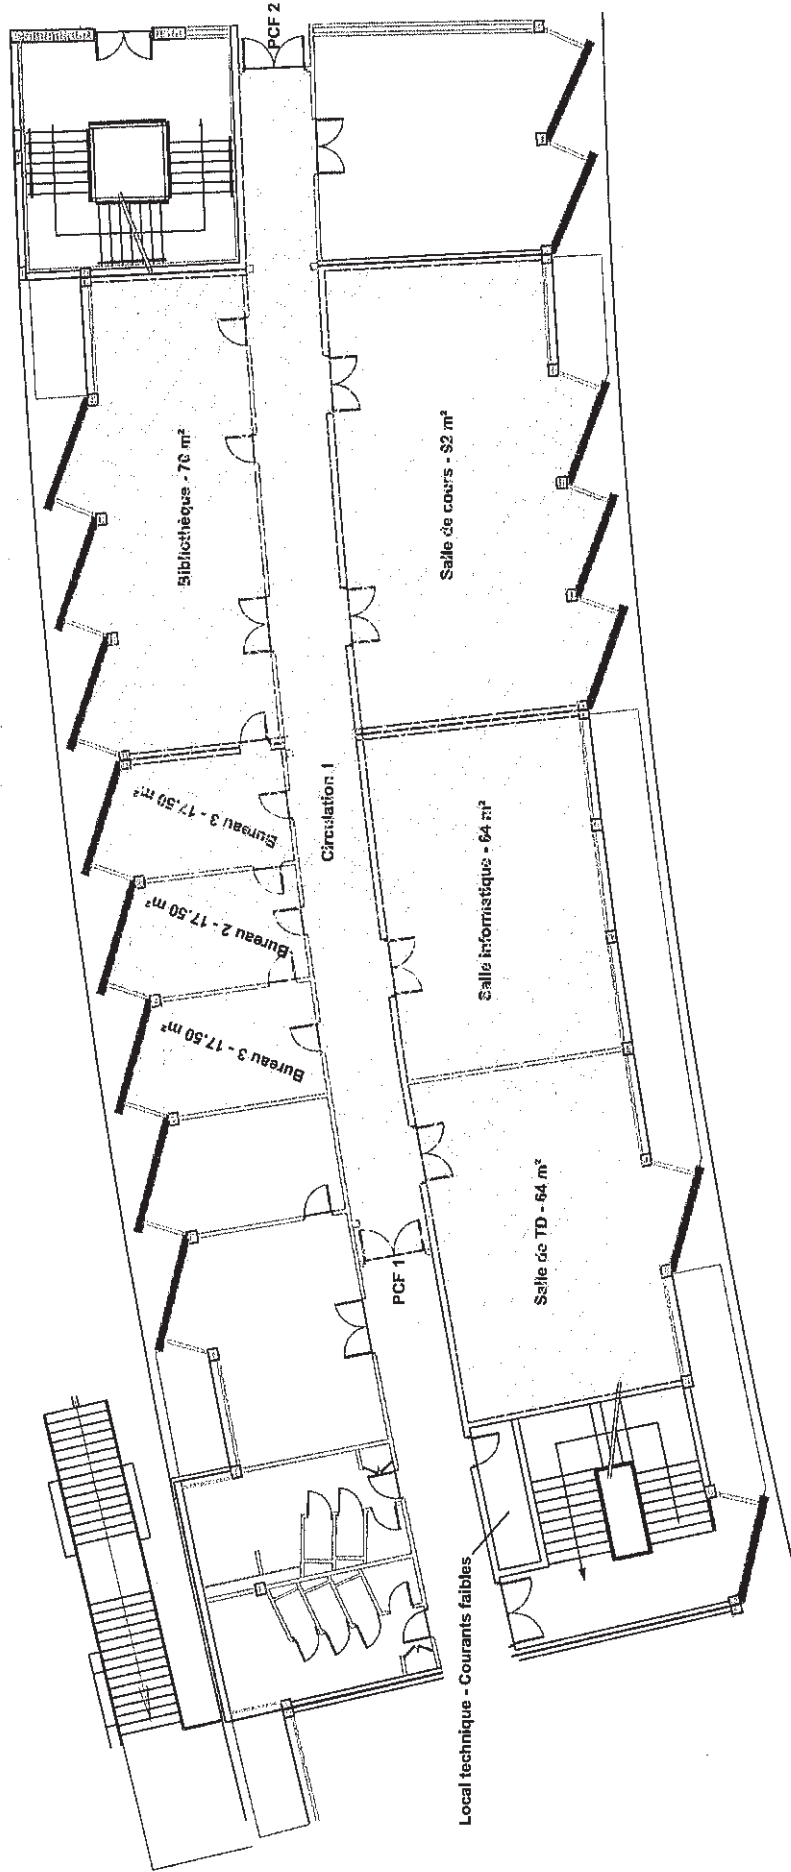 PCF 2
Bibliothèque - 70 m²
Salle de cours - 92 m²
Bureau 3 - 17.50 m²
Circulation 1
Bureau 2 - 17.50 m²
Salle informatique - 64 m²
Bureau 3 - 17.50 m²
PCF 1
Salle de TD - 64 m²
Local technique - Courants faibles